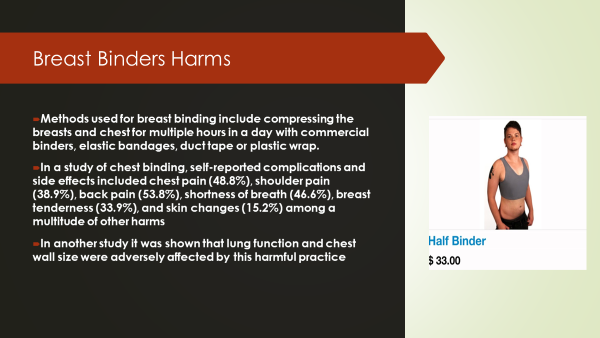 Breast Binders Harms
Methods used for breast binding include compressing the
breasts and chest for multiple hours in a day with commercial
binders, elastic bandages, duct tape or plastic wrap.
In a study of chest binding, self-reported complications and
side effects included chest pain (48.8%), shoulder pain
(38.9%), back pain (53.8%), shortness of breath (46.6%), breast
tenderness (33.9%), and skin changes (15.2%) among a
multitude of other harms
In another study it was shown that lung function and chest
wall size were adversely affected by this harmful practice
Half Binder
$ 33.00